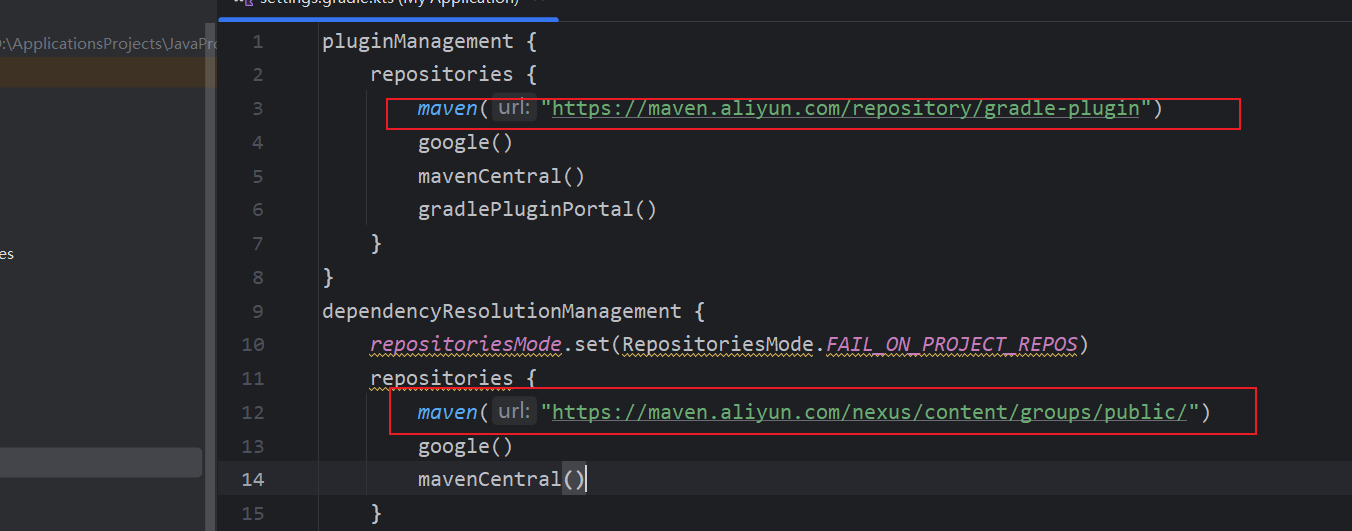 settings.gradle.kts (My Application)
:\ApplicationsProjects\JavaPro
1 pluginManagement {
2 repositories {
3 maven( url: "https://maven.aliyun.com/repository/gradle-plugin")
4 google()
5 mavenCentral()
6 gradlePluginPortal()
7 }
es
8 }
9 dependencyResolutionManagement {
10 repositoriesMode.set(RepositoriesMode.FAIL_ON_PROJECT_REPOS)
11 repositories {
12 maven( url: "https://maven.aliyun.com/nexus/content/groups/public/")
13 google()
14 mavenCentral()
15 }